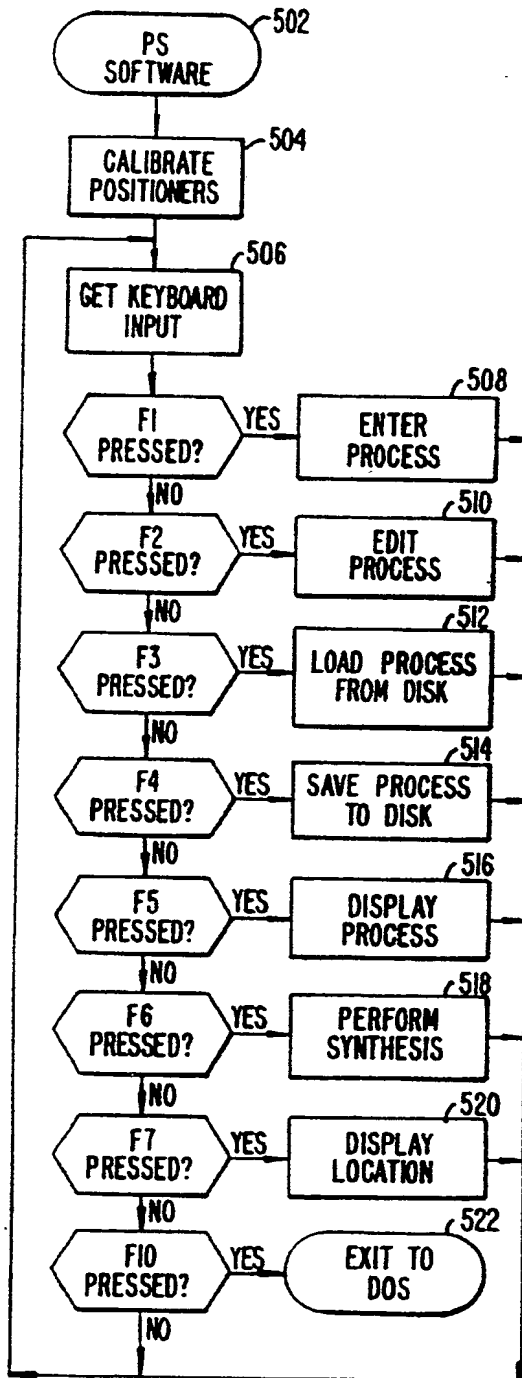 502
PS
SOFTWARE
504
CALIBRATE
POSITIONERS
506
GET KEYBOARD
INPUT
508
F1
PRESSED?
YES
ENTER
PROCESS
NO
510
F2
PRESSED?
YES
EDIT
PROCESS
NO
512
F3
PRESSED?
YES
LOAD PROCESS
FROM DISK
NO
514
F4
PRESSED?
YES
SAVE PROCESS
TO DISK
NO
516
F5
PRESSED?
YES
DISPLAY
PROCESS
NO
518
F6
PRESSED?
YES
PERFORM
SYNTHESIS
NO
520
F7
PRESSED?
YES
DISPLAY
LOCATION
NO
522
F10
PRESSED?
YES
EXIT TO
DOS
NO